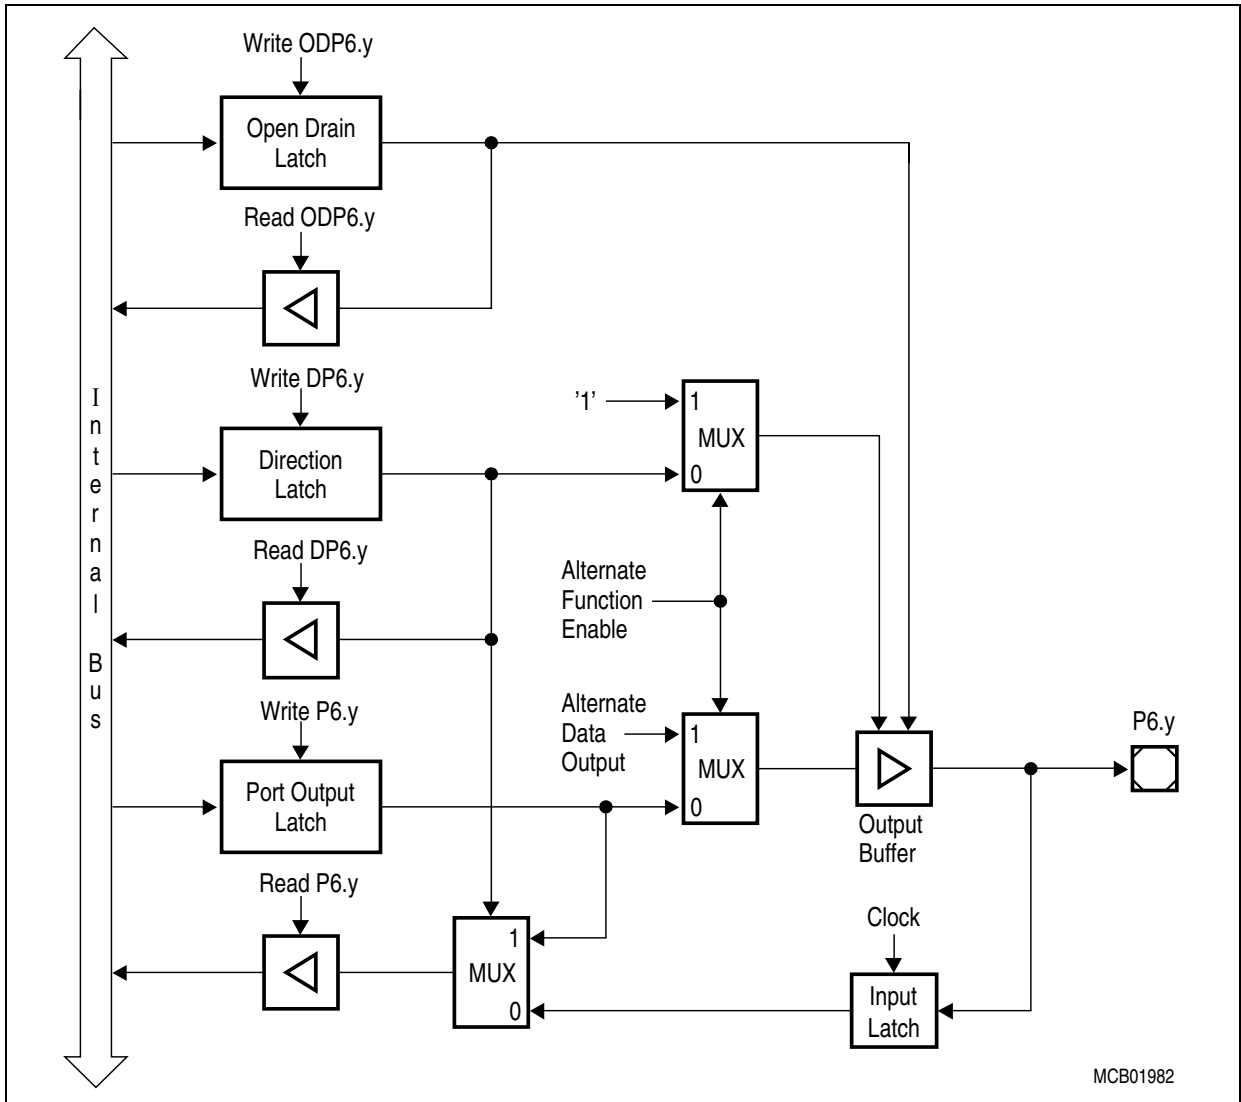 Write ODP6.y
Open Drain
Latch
Read ODP6.y
Internal Bus
Write DP6.y
Direction
Latch
Read DP6.y
'1'
1
MUX
0
Alternate
Function
Enable
Alternate
Data
Output
1
MUX
0
Write P6.y
Port Output
Latch
Read P6.y
1
MUX
0
Output
Buffer
P6.y
Clock
Input
Latch
MCB01982